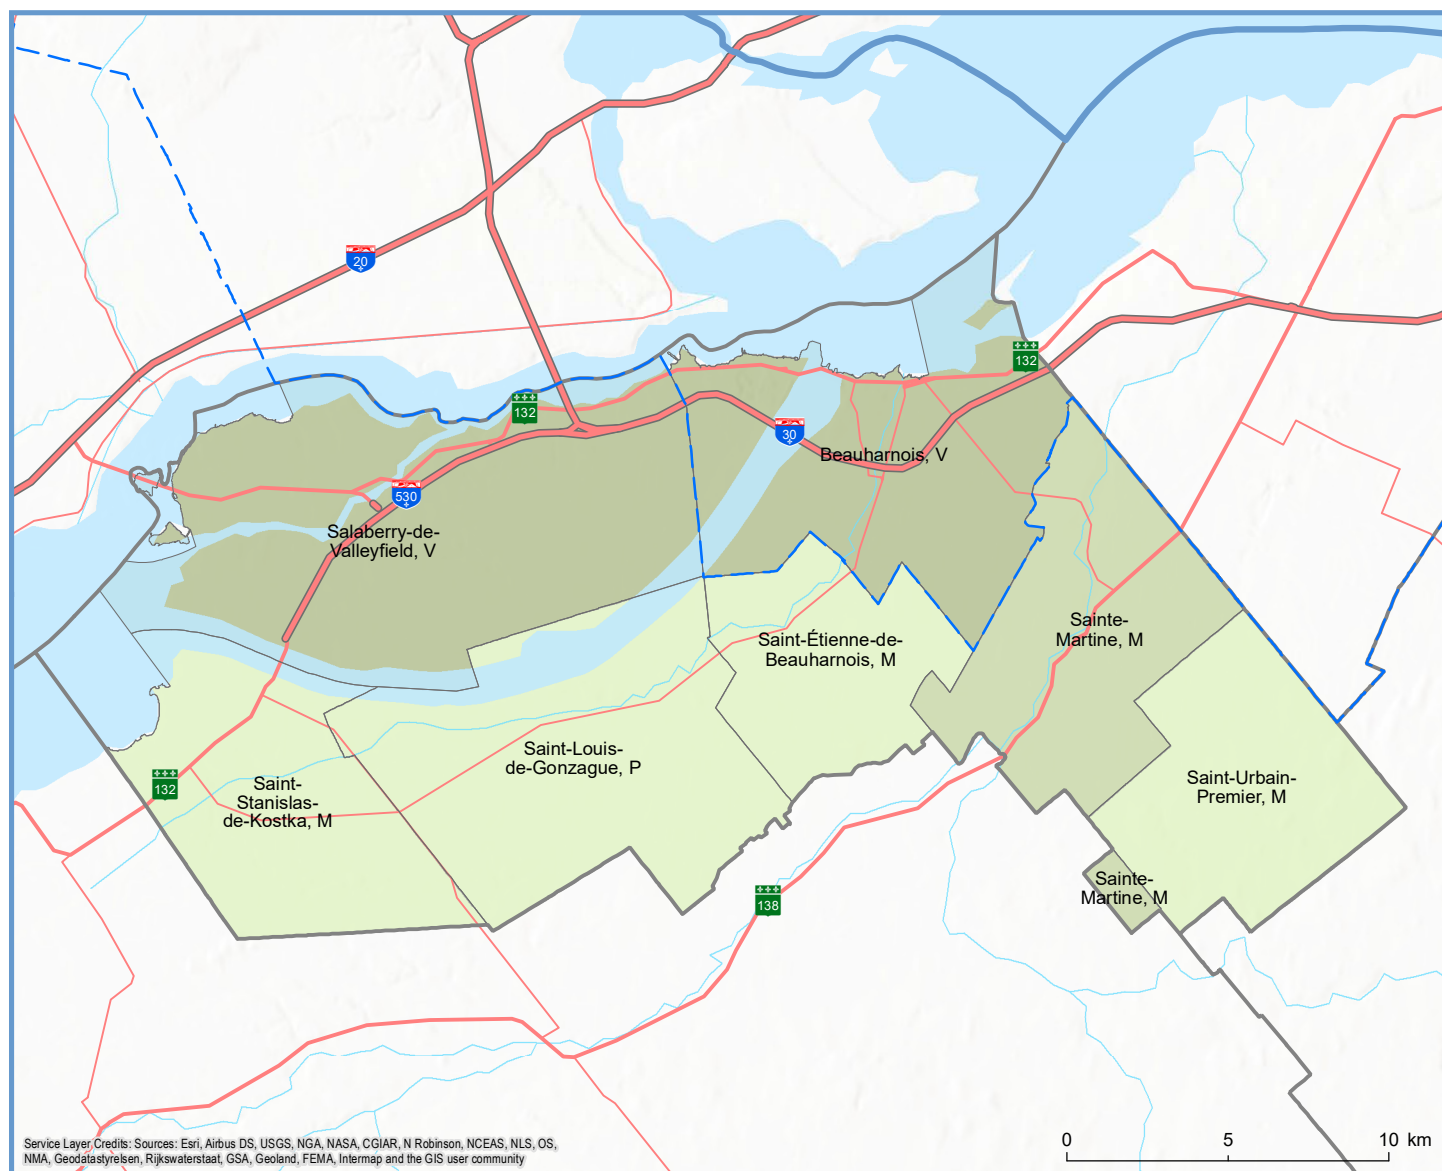 20
132
132
30
Beauharnois, V
530
Salaberry-de-
Valleyfield, V
Sainte-
Martine, M
Saint-Étienne-de-
Beauharnois, M
Saint-Louis-
de-Gonzague, P
Saint-Urbain-
Premier, M
132
Saint-
Stanislas-
de-Kostka, M
Sainte-
Martine, M
138
0 5 10 km
Service Layer Credits: Sources: Esri, Airbus DS, USGS, NGA, NASA, CGIAR, N Robinson, NCEAS, NLS, OS,
NMA, Geodatastyrelsen, Rijkswaterstaat, GSA, Geoland, FEMA, Intermap and the GIS user community